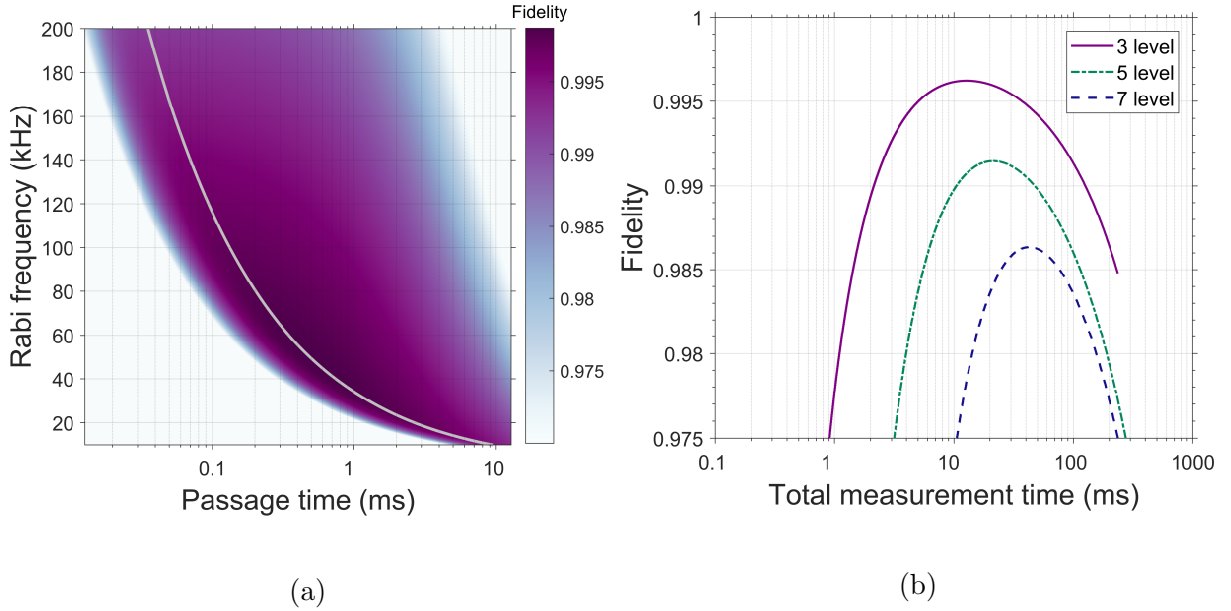 Fidelity
200
180
160
140
120
100
80
60
40
20
Rabi frequency (kHz)
0.1
1
10
Passage time (ms)
0.995
0.99
0.985
0.98
0.975
(a)
1
0.995
0.99
0.985
0.98
0.975
Fidelity
0.1
1
10
100
1000
Total measurement time (ms)
3 level
5 level
7 level
(b)